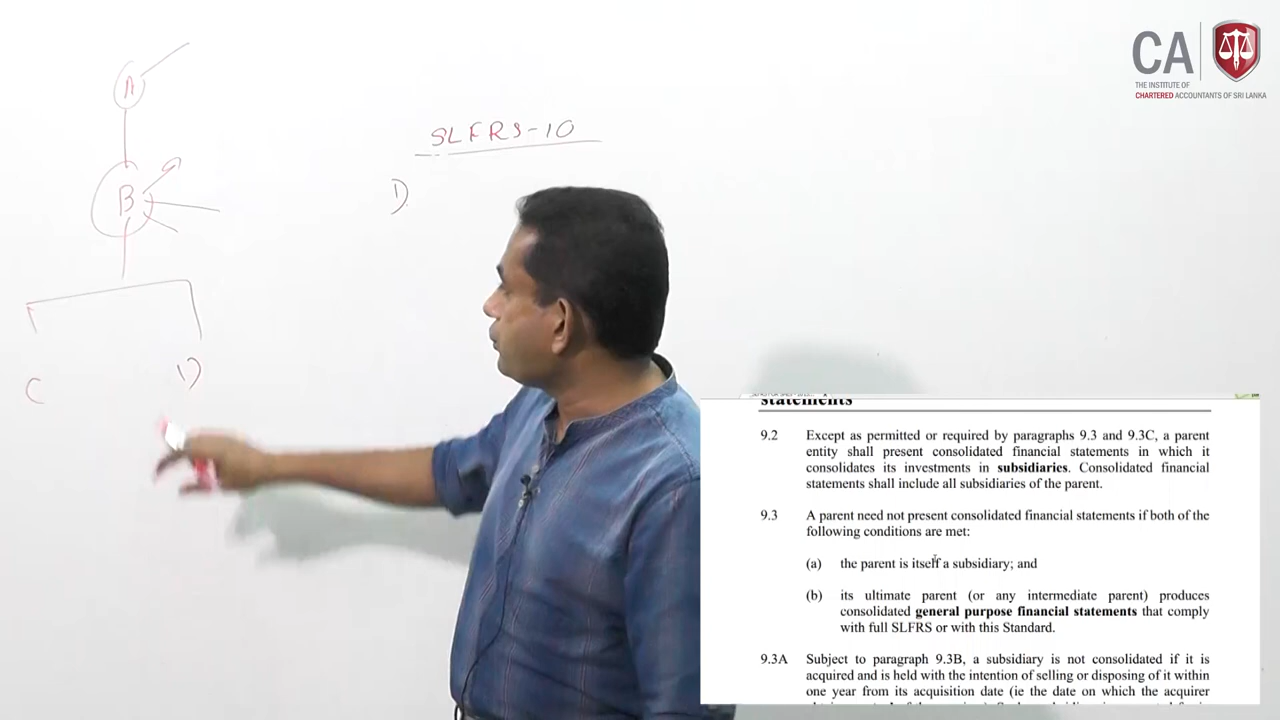 CA
THE INSTITUTE OF
CHARTERED ACCOUNTANTS OF SRI LANKA
A
B
C
D
SLFRS-10
1)
statements
9.2 Except as permitted or required by paragraphs 9.3 and 9.3C, a parent
entity shall present consolidated financial statements in which it
consolidates its investments in subsidiaries. Consolidated financial
statements shall include all subsidiaries of the parent.
9.3 A parent need not present consolidated financial statements if both of the
following conditions are met:
(a) the parent is itself a subsidiary; and
(b) its ultimate parent (or any intermediate parent) produces
consolidated general purpose financial statements that comply
with full SLFRS or with this Standard.
9.3A Subject to paragraph 9.3B, a subsidiary is not consolidated if it is
acquired and is held with the intention of selling or disposing of it within
one year from its acquisition date (ie the date on which the acquirer